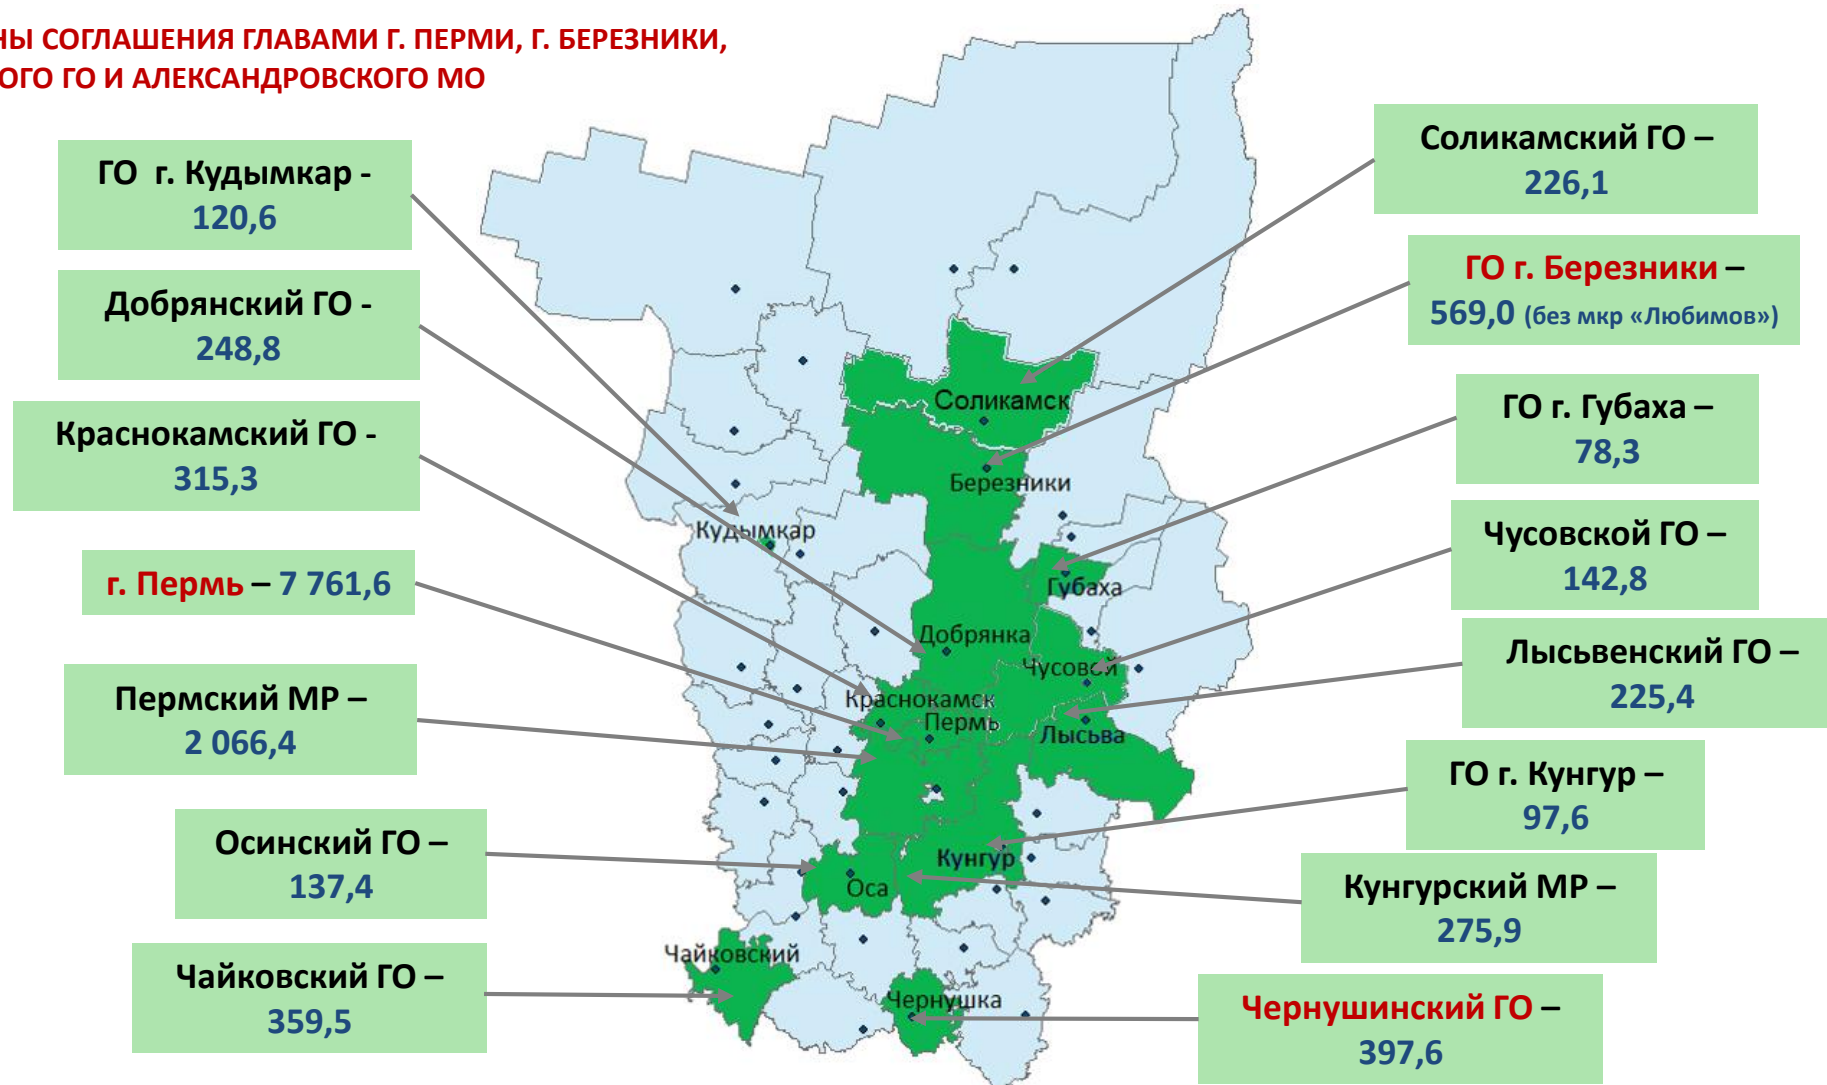 НЫ СОГЛАШЕНИЯ ГЛАВАМИ Г. ПЕРМИ, Г. БЕРЕЗНИКИ,
ОГО ГО И АЛЕКСАНДРОВСКОГО МО
ГО г. Кудымкар -
120,6
Добрянский ГО -
248,8
Краснокамский ГО -
315,3
г. Пермь – 7 761,6
Пермский МР –
2 066,4
Осинский ГО –
137,4
Чайковский ГО –
359,5
Соликамск
Березники
Кудымкар
Губаха
Добрянка
Чусовой
Краснокамск
Пермь
Лысьва
Кунгур
Оса
Чайковский
Чернушка
Соликамский ГО –
226,1
ГО г. Березники –
569,0 (без мкр «Любимов»)
ГО г. Губаха –
78,3
Чусовской ГО –
142,8
Лысьвенский ГО –
225,4
ГО г. Кунгур –
97,6
Кунгурский МР –
275,9
Чернушинский ГО –
397,6